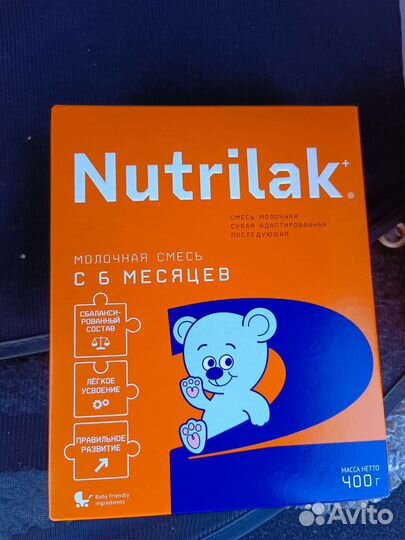 Nutrilak+®
СМЕСЬ МОЛОЧНАЯ
СУХАЯ АДАПТИРОВАННАЯ
ПОСЛЕДУЮЩАЯ
МОЛОЧНАЯ СМЕСЬ
С 6 МЕСЯЦЕВ
СБАЛАНСИ-
РОВАННЫЙ
СОСТАВ
ЛЁГКОЕ
УСВОЕНИЕ
ПРАВИЛЬНОЕ
РАЗВИТИЕ
2
Baby friendly
ingredients
МАССА НЕТТО
400 г
Avito